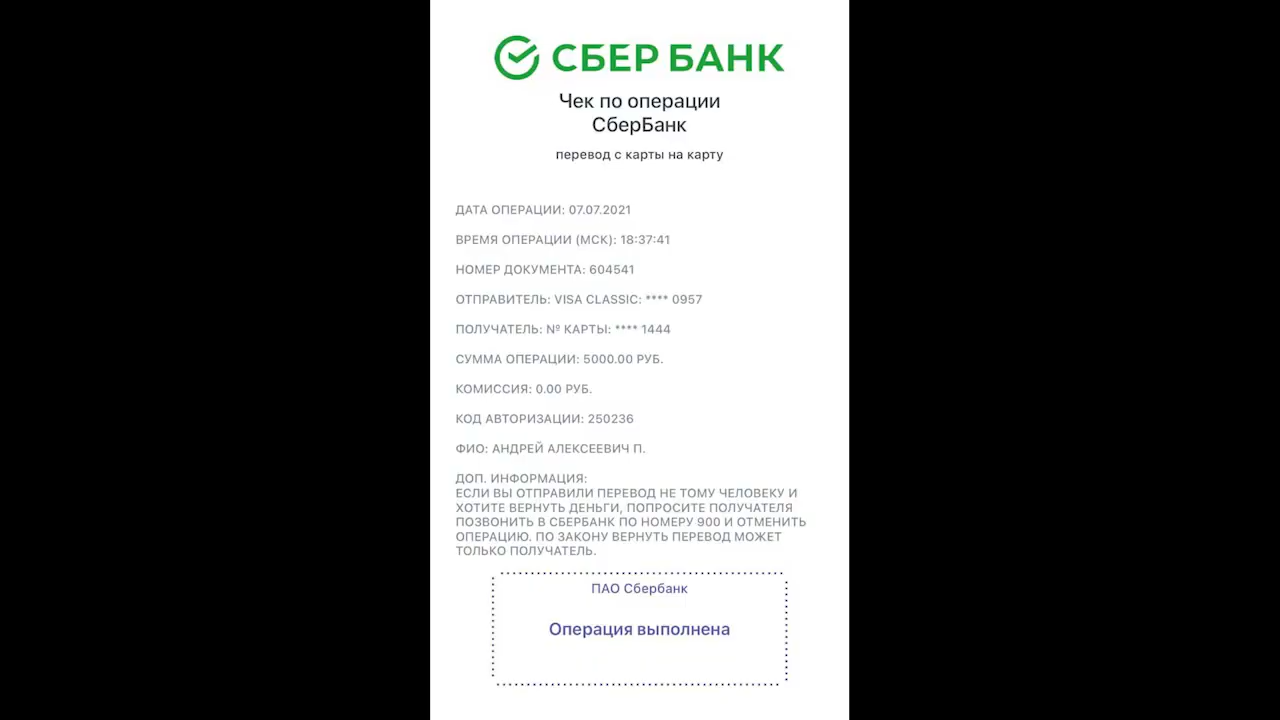 СБЕР БАНК
Чек по операции
СберБанк
перевод с карты на карту
ДАТА ОПЕРАЦИИ: 07.07.2021
ВРЕМЯ ОПЕРАЦИИ (МСК): 18:37:41
НОМЕР ДОКУМЕНТА: 604541
ОТПРАВИТЕЛЬ: VISA CLASSIC: **** 0957
ПОЛУЧАТЕЛЬ: № КАРТЫ: **** 1444
СУММА ОПЕРАЦИИ: 5000.00 РУБ.
КОМИССИЯ: 0.00 РУБ.
КОД АВТОРИЗАЦИИ: 250236
ФИО: АНДРЕЙ АЛЕКСЕЕВИЧ П.
ДОП. ИНФОРМАЦИЯ:
ЕСЛИ ВЫ ОТПРАВИЛИ ПЕРЕВОД НЕ ТОМУ ЧЕЛОВЕКУ И
ХОТИТЕ ВЕРНУТЬ ДЕНЬГИ, ПОПРОСИТЕ ПОЛУЧАТЕЛЯ
ПОЗВОНИТЬ В СБЕРБАНК ПО НОМЕРУ 900 И ОТМЕНИТЬ
ОПЕРАЦИЮ. ПО ЗАКОНУ ВЕРНУТЬ ПЕРЕВОД МОЖЕТ
ТОЛЬКО ПОЛУЧАТЕЛЬ.
ПАО Сбербанк
Операция выполнена